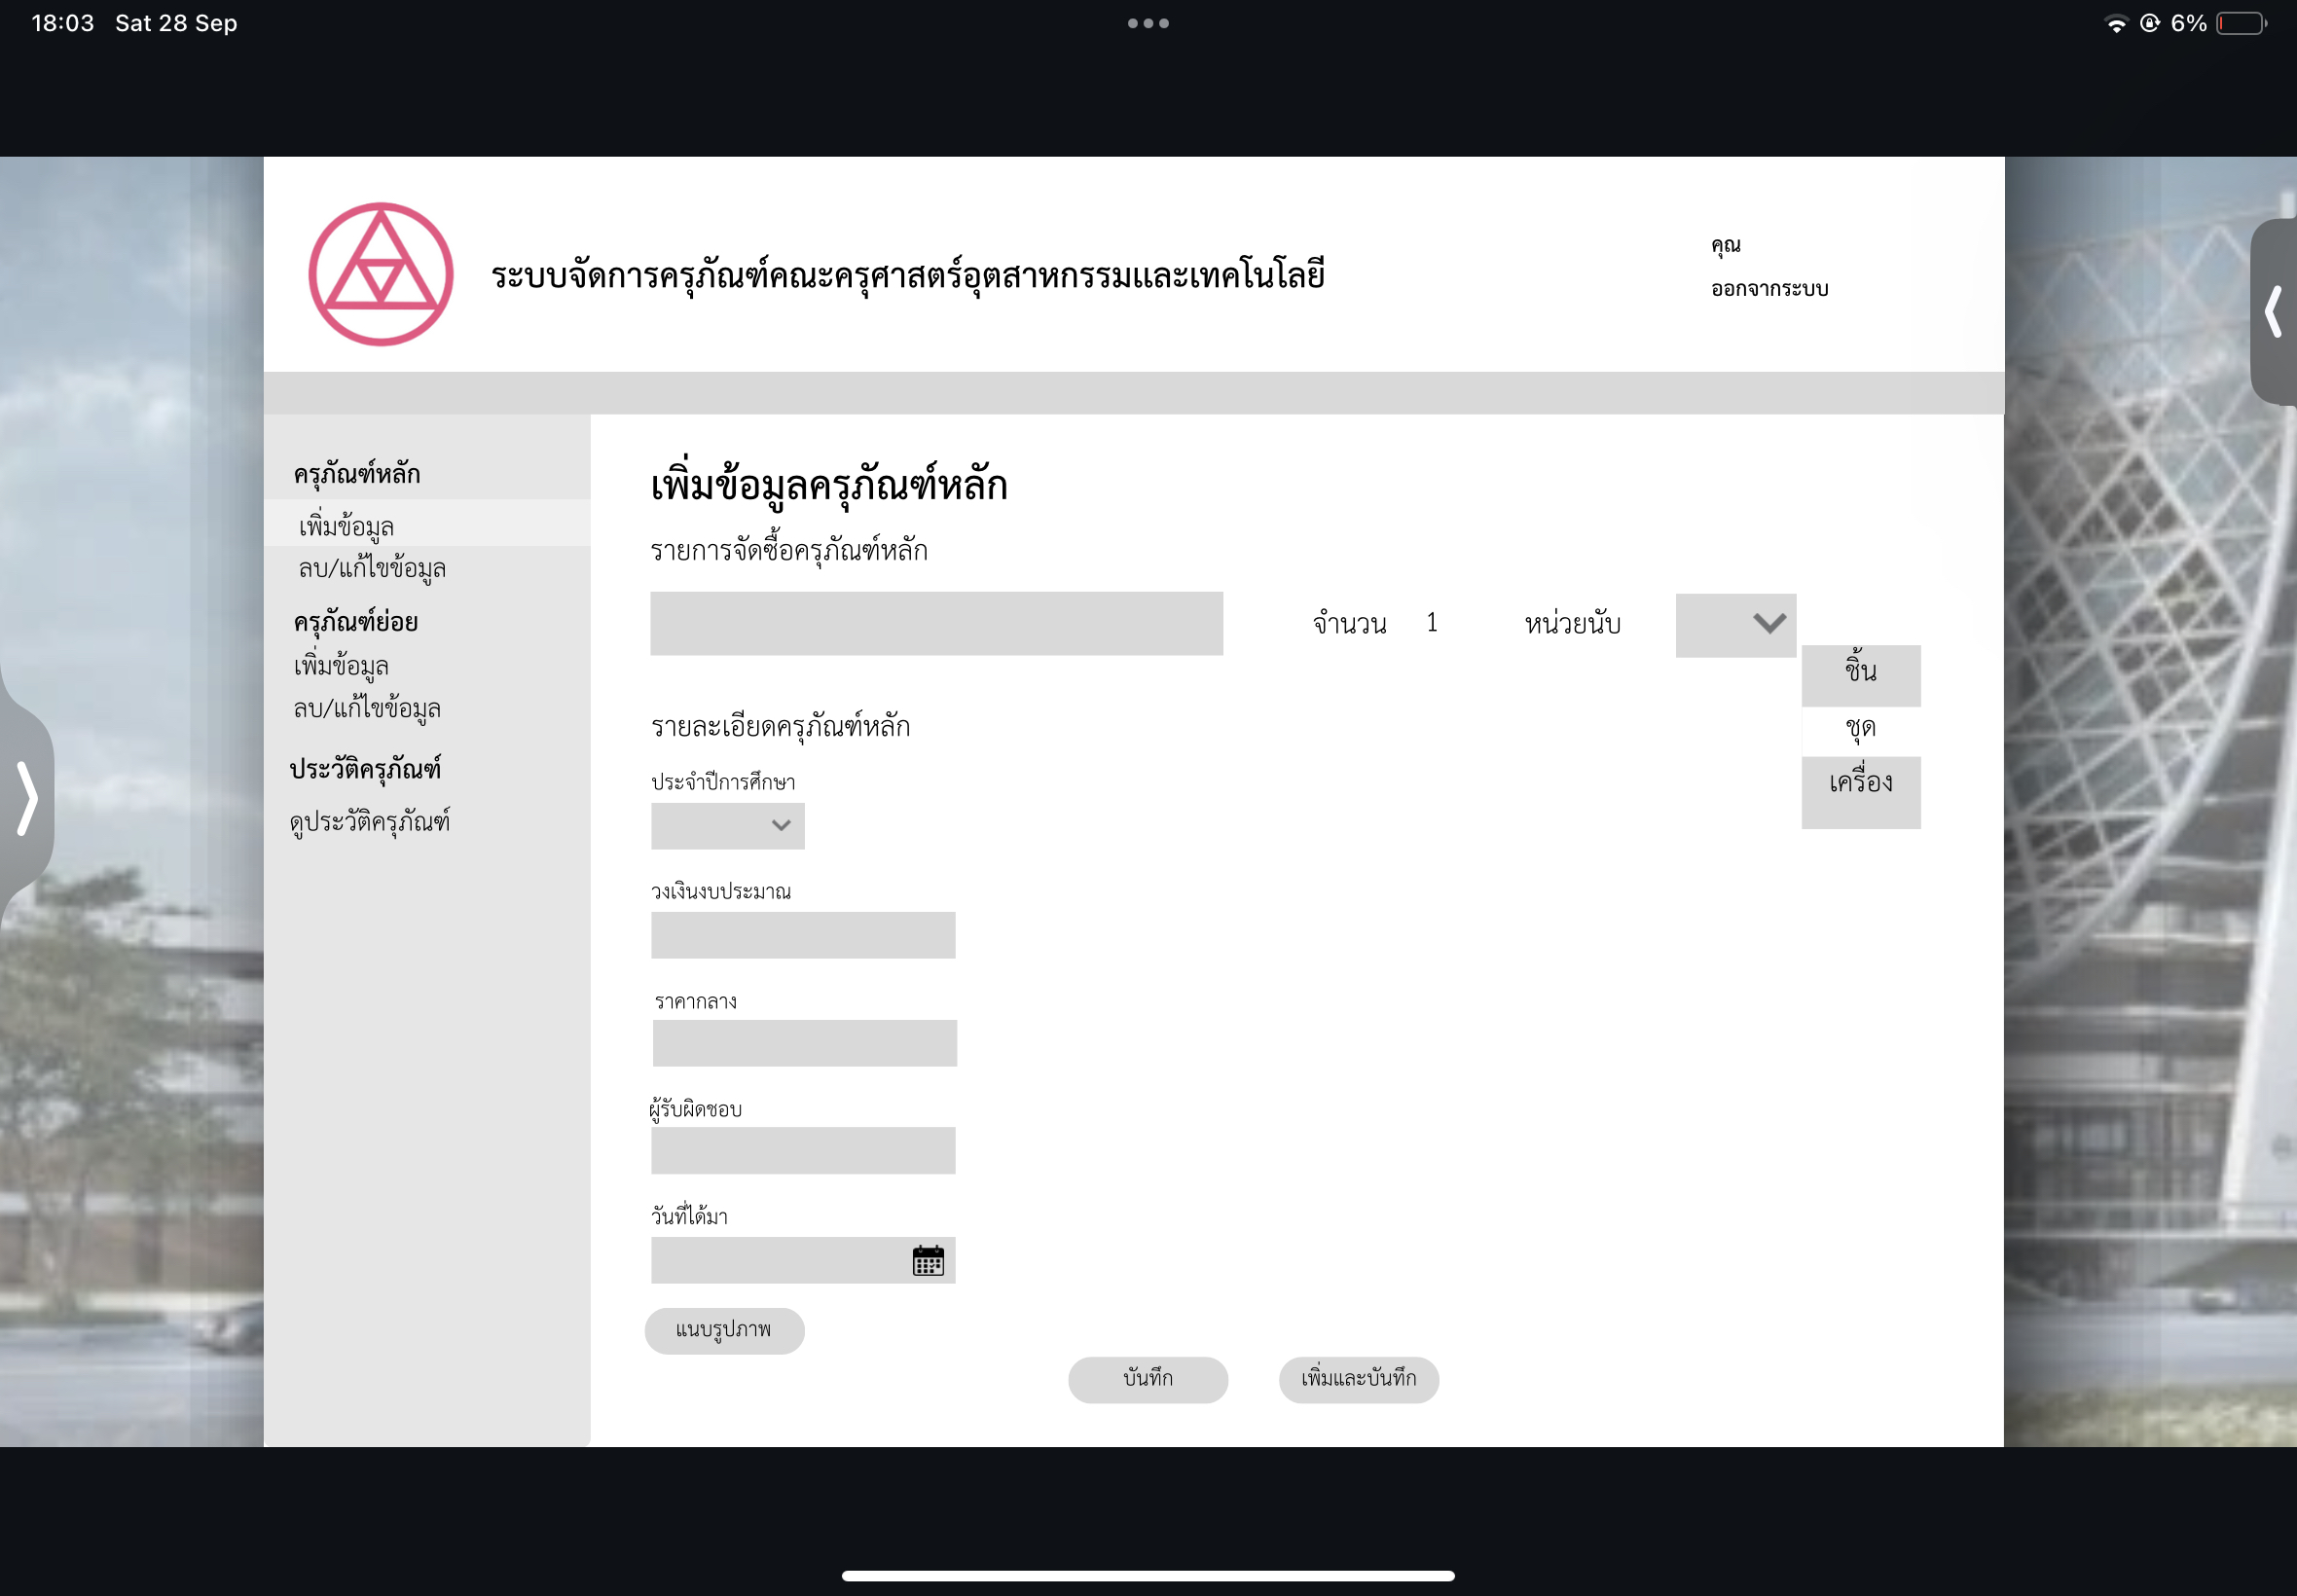 18:03 Sat 28 Sep
6%
ระบบจัดการครุภัณฑ์คณะครุศาสตร์อุตสาหกรรมและเทคโนโลยี
คุณ
ออกจากระบบ
ครุภัณฑ์หลัก
เพิ่มข้อมูล
ลบ/แก้ไขข้อมูล
ครุภัณฑ์ย่อย
เพิ่มข้อมูล
ลบ/แก้ไขข้อมูล
ประวัติครุภัณฑ์
ดูประวัติครุภัณฑ์
เพิ่มข้อมูลครุภัณฑ์หลัก
รายการจัดซื้อครุภัณฑ์หลัก
จำนวน 1 หน่วยนับ
ชิ้น
ชุด
เครื่อง
รายละเอียดครุภัณฑ์หลัก
ประจำปีการศึกษา
วงเงินงบประมาณ
ราคากลาง
ผู้รับผิดชอบ
วันที่ได้มา
แนบรูปภาพ
บันทึก เพิ่มและบันทึก